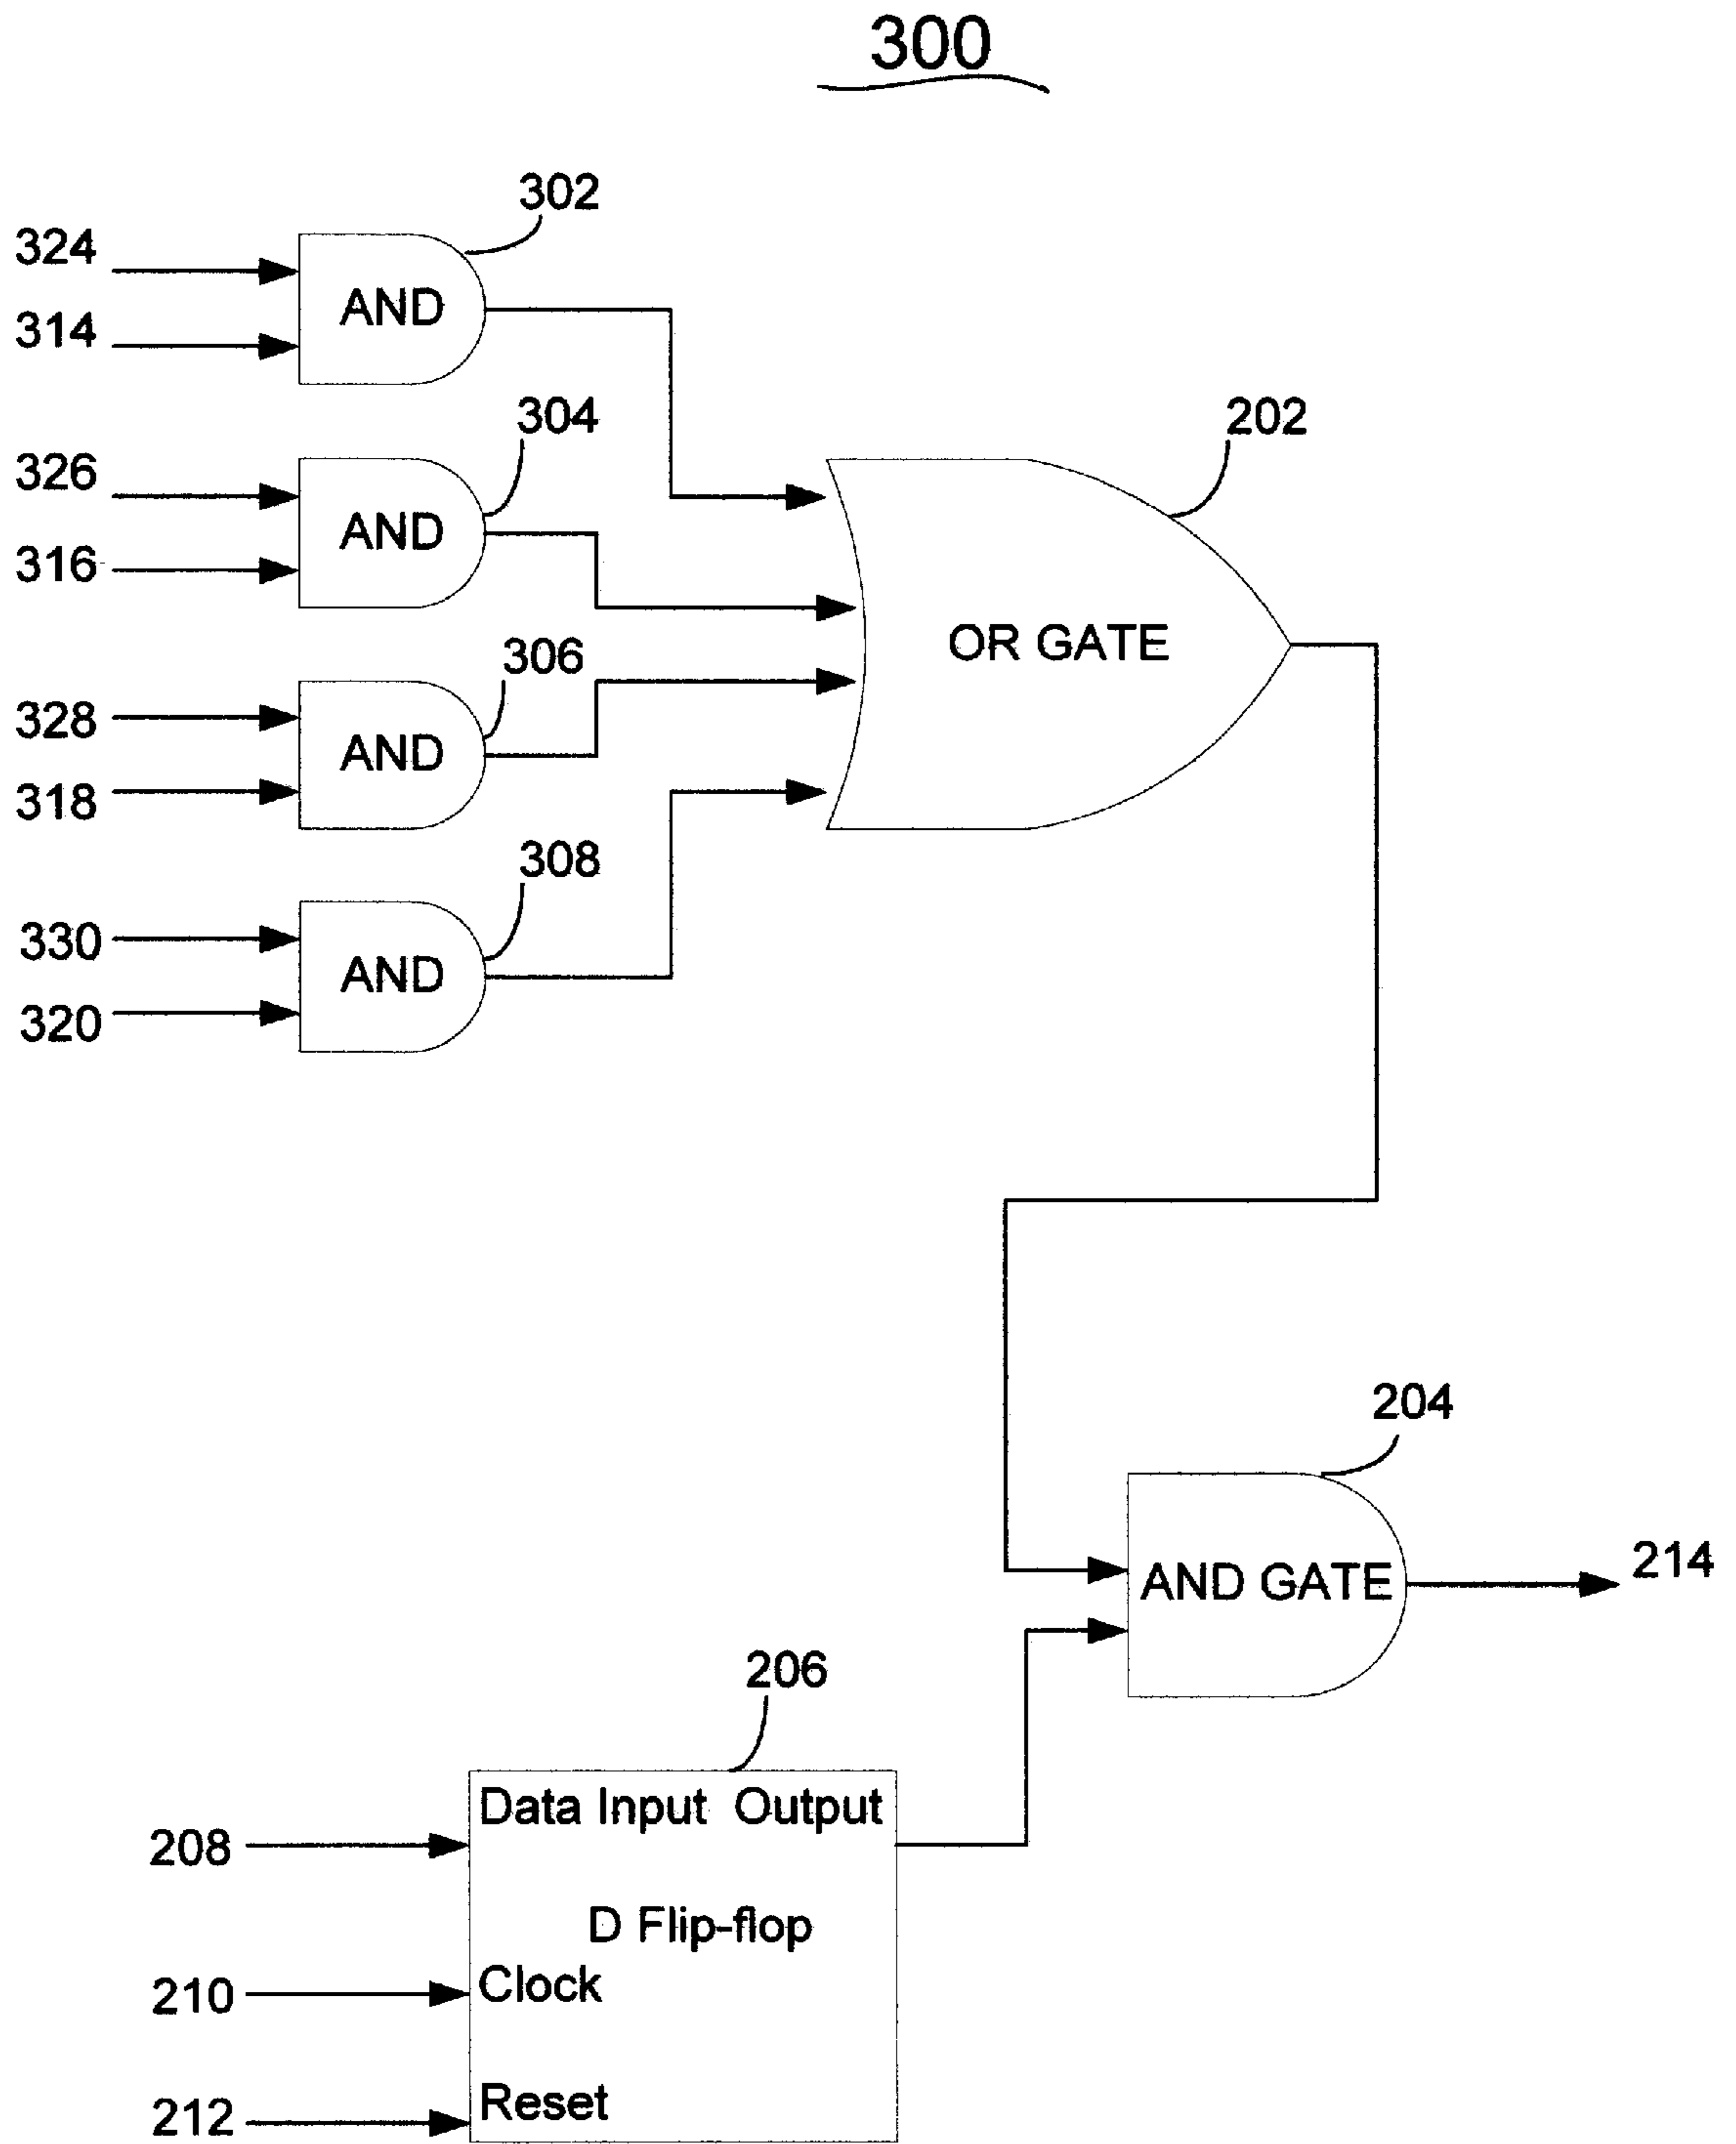 300
302
324
AND
314
304
202
326
AND
316
306
OR GATE
328
AND
318
308
330
AND
320
204
214
AND GATE
206
Data Input Output
208
D Flip-flop
210
Clock
Reset
212